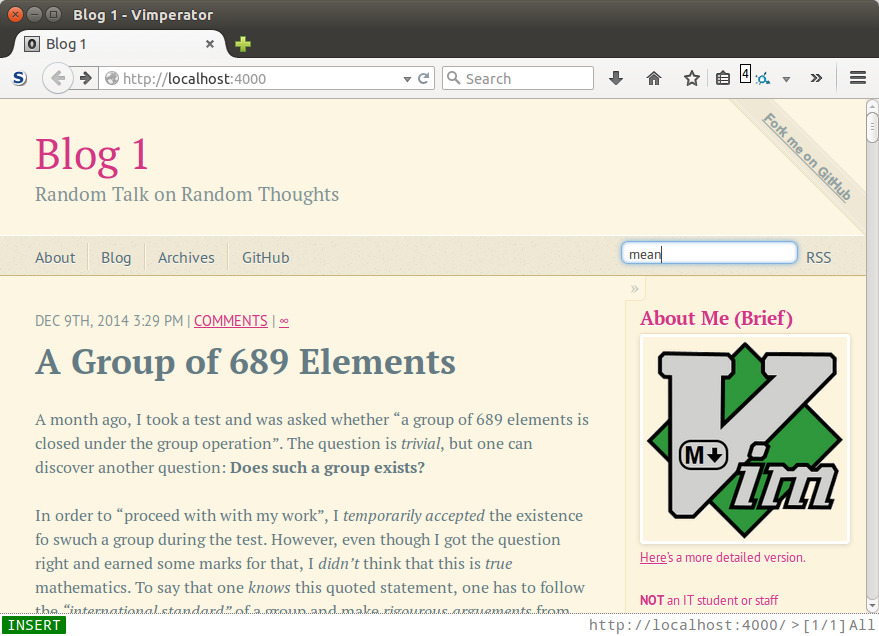 Blog 1 - Vimperator
Blog 1
http://localhost:4000
Search
4
Fork me on GitHub
Blog 1
Random Talk on Random Thoughts
About
Blog
Archives
GitHub
mean
RSS
»
DEC 9TH, 2014 3:29 PM | COMMENTS | ∞
A Group of 689 Elements
A month ago, I took a test and was asked whether “a group of 689 elements is
closed under the group operation”. The question is trivial, but one can
discover another question: Does such a group exists?
In order to “proceed with with my work”, I temporarily accepted the existence
fo swuch a group during the test. However, even though I got the question
right and earned some marks for that, I didn’t think that this is true
mathematics. To say that one knows this quoted statement, one has to follow
the “international standard” of a group and make rigourous arguements from
About Me (Brief)
Vim
M↓
Here’s a more detailed version.
NOT an IT student or staff
INSERT
http://localhost:4000/ > [1/1] All